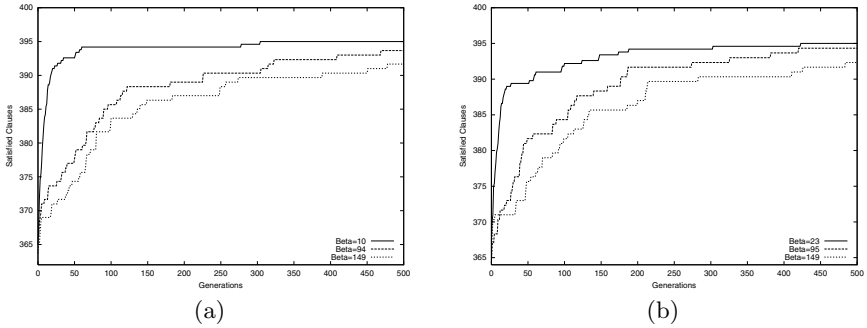 400
395
390
385
380
375
370
365
Satisfied Clauses
0 50 100 150 200 250 300 350 400 450 500
Generations
Beta=10
Beta=94
Beta=149
(a)
400
395
390
385
380
375
370
365
Satisfied Clauses
0 50 100 150 200 250 300 350 400 450 500
Generations
Beta=23
Beta=95
Beta=149
(b)